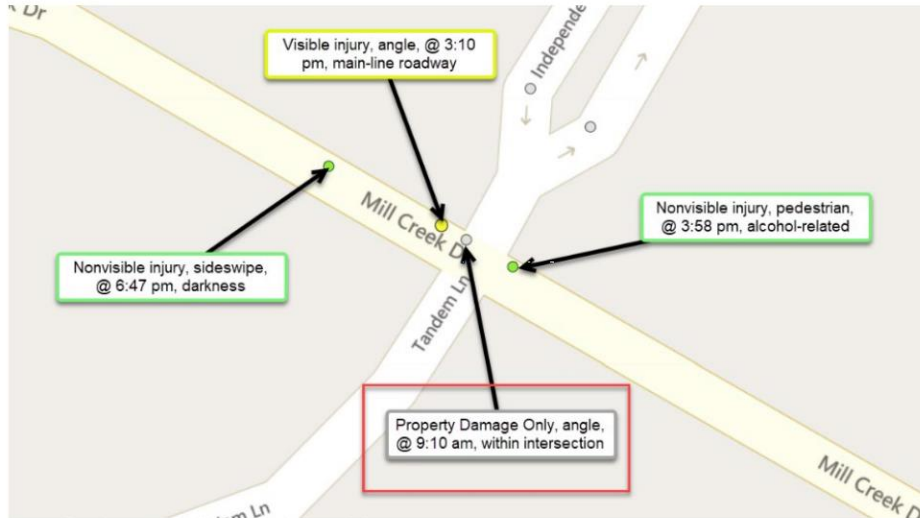 k Dr
Visible injury, angle, @ 3:10
pm, main-line roadway
Independe
Mill Creek D
Nonvisible injury, pedestrian,
@ 3:58 pm, alcohol-related
Nonvisible injury, sideswipe,
@ 6:47 pm, darkness
Tandem Ln
Property Damage Only, angle,
@ 9:10 am, within intersection
Mill Creek Dr
m Ln